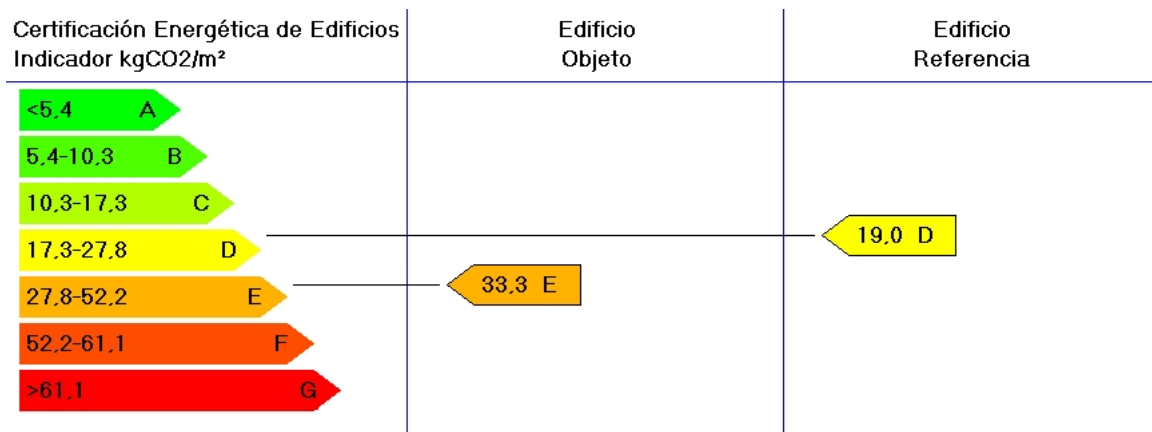 Certificación Energética de Edificios
Indicador kgCO2/m²
Edificio
Objeto
Edificio
Referencia
<5,4 A
5,4-10,3 B
10,3-17,3 C
17,3-27,8 D
19,0 D
27,8-52,2 E
33,3 E
52,2-61,1 F
>61,1 G